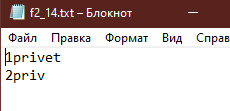 f2_14.txt – Блокнот
Файл Правка Формат Вид Справ
1privet
2priv